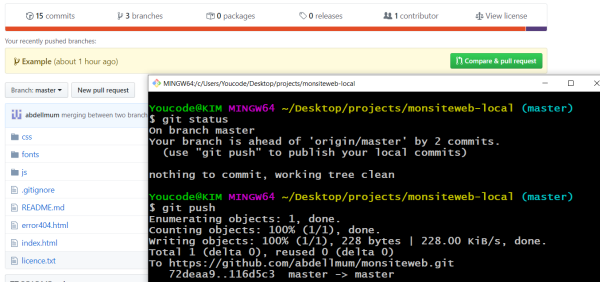 15 commits 3 branches 0 packages 0 releases 1 contributor View license
Your recently pushed branches:
Example (about 1 hour ago) Compare & pull request
Branch: master New pull request
abdellmum merging between two branch
css
fonts
js
.gitignore
README.md
error404.html
index.html
licence.txt
MINGW64:/c/Users/Youcode/Desktop/projects/monsiteweb-local
Youcode@KIM MINGW64 ~/Desktop/projects/monsiteweb-local (master)
$ git status
On branch master
Your branch is ahead of 'origin/master' by 2 commits.
(use "git push" to publish your local commits)
nothing to commit, working tree clean
Youcode@KIM MINGW64 ~/Desktop/projects/monsiteweb-local (master)
$ git push
Enumerating objects: 1, done.
Counting objects: 100% (1/1), done.
Writing objects: 100% (1/1), 228 bytes | 228.00 KiB/s, done.
Total 1 (delta 0), reused 0 (delta 0)
To https://github.com/abdellmum/monsiteweb.git
72deaa9..116d5c3 master -> master